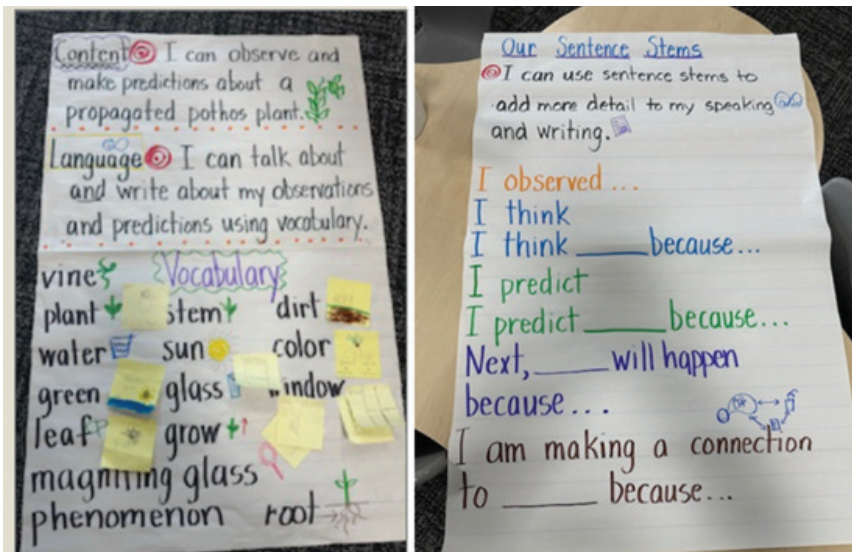 Content I can observe and
make predictions about a
propagated pothos plant.
Language I can talk about
and write about my observations
and predictions using vocabulary.
vine Vocabulary
plant stem dirt
water sun color
green glass window
leaf grow
magnifing glass
phenomenon root
Our Sentence Stems
I can use sentence stems to
add more detail to my speaking
and writing.
I observed ...
I think
I think ____ because...
I predict
I predict ____ because...
Next, ____ will happen
because...
I am making a connection
to ____ because...